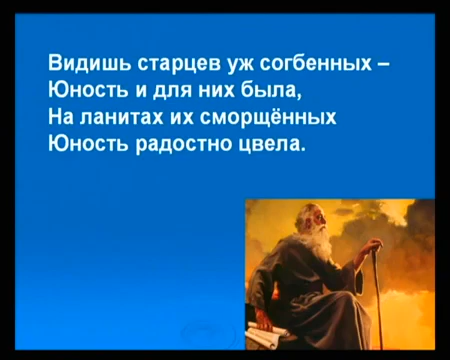 Видишь старцев уж согбенных –
Юность и для них была,
На ланитах их сморщённых
Юность радостно цвела.